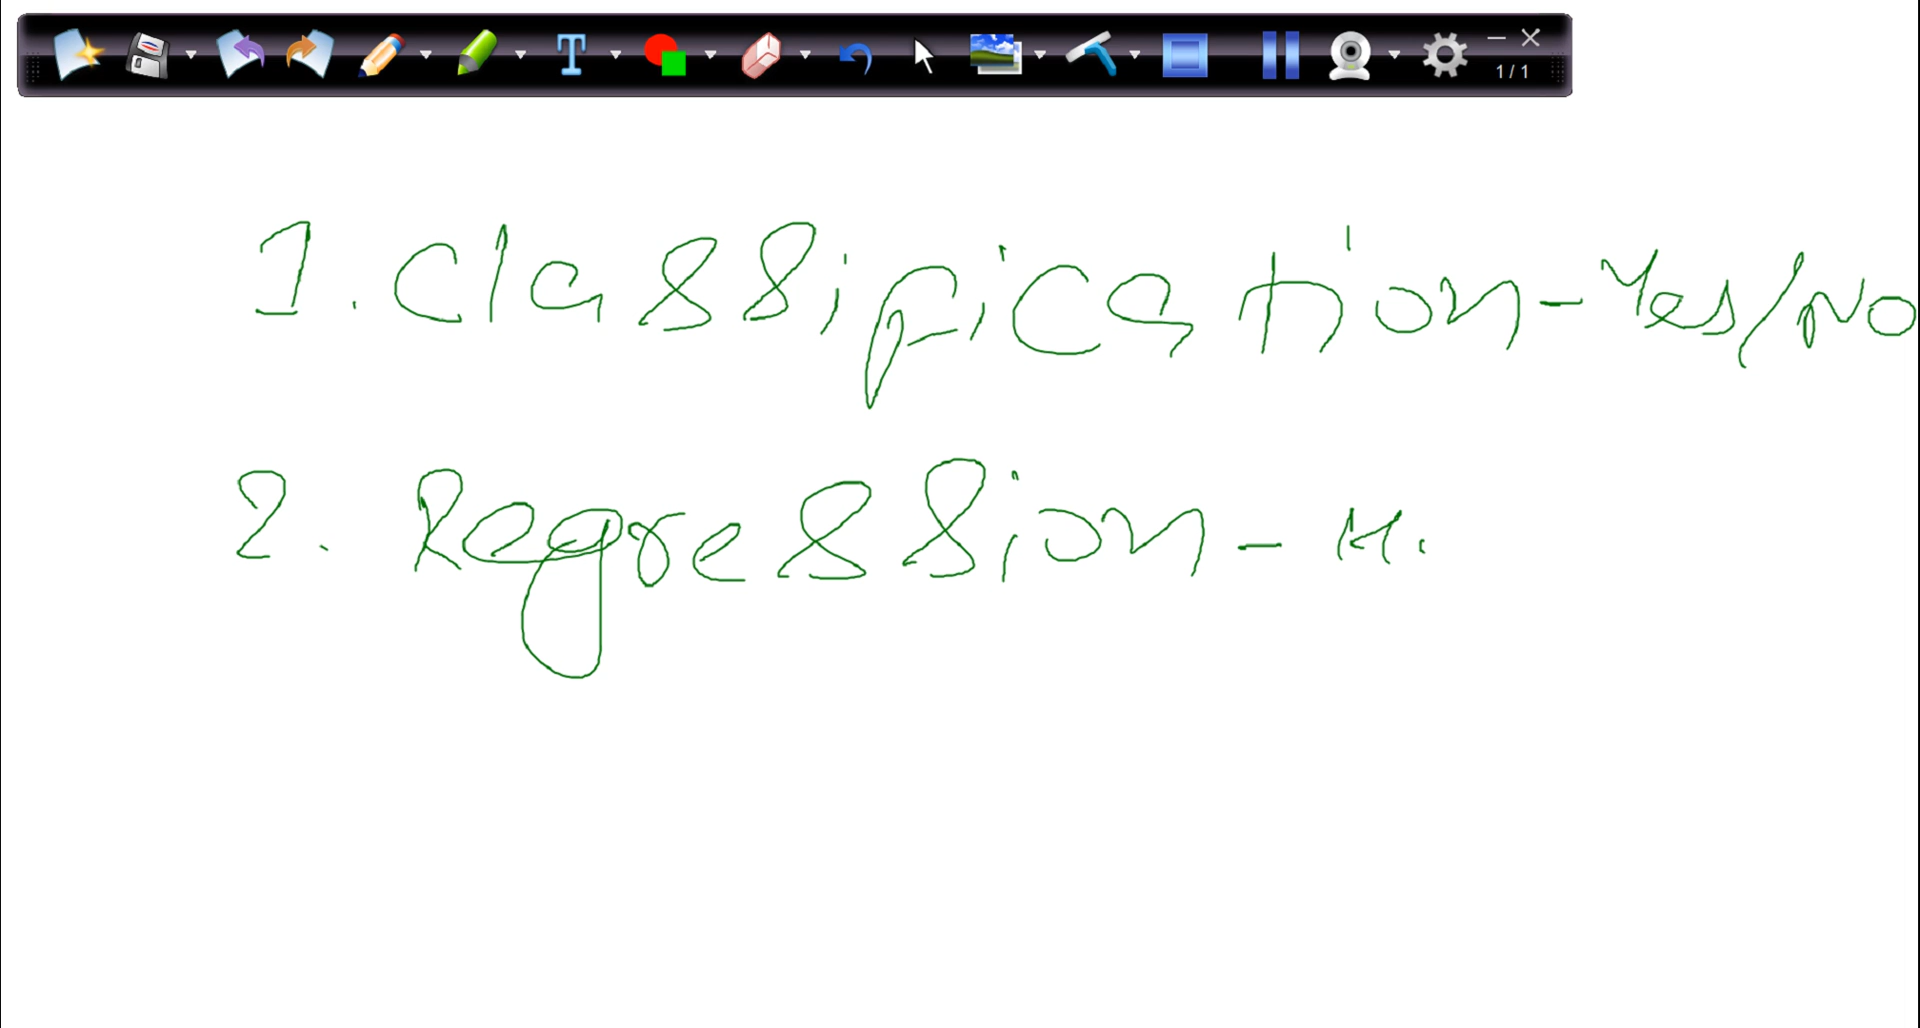 1 / 1
1. Classification - Yes/No
2. Regression -